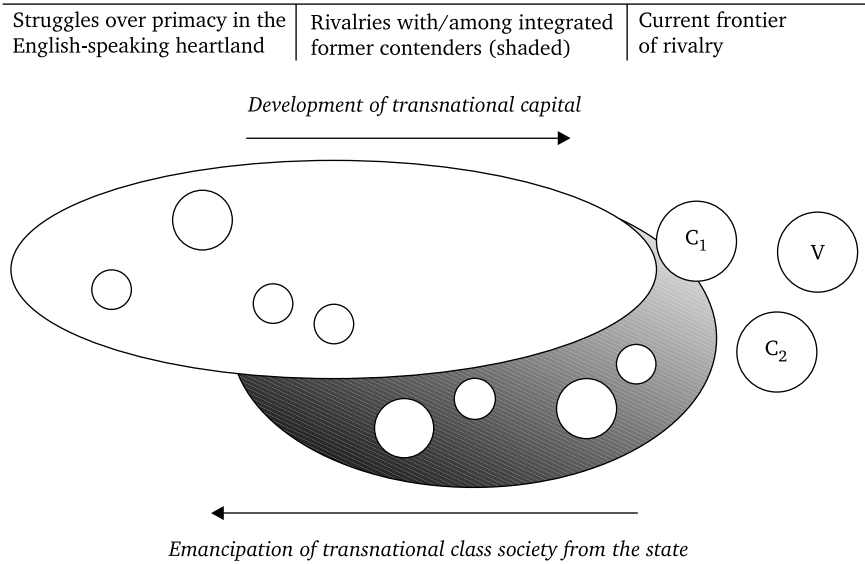 Struggles over primacy in the
English-speaking heartland
Rivalries with/among integrated
former contenders (shaded)
Current frontier
of rivalry
Development of transnational capital
C₁
V
C₂
Emancipation of transnational class society from the state